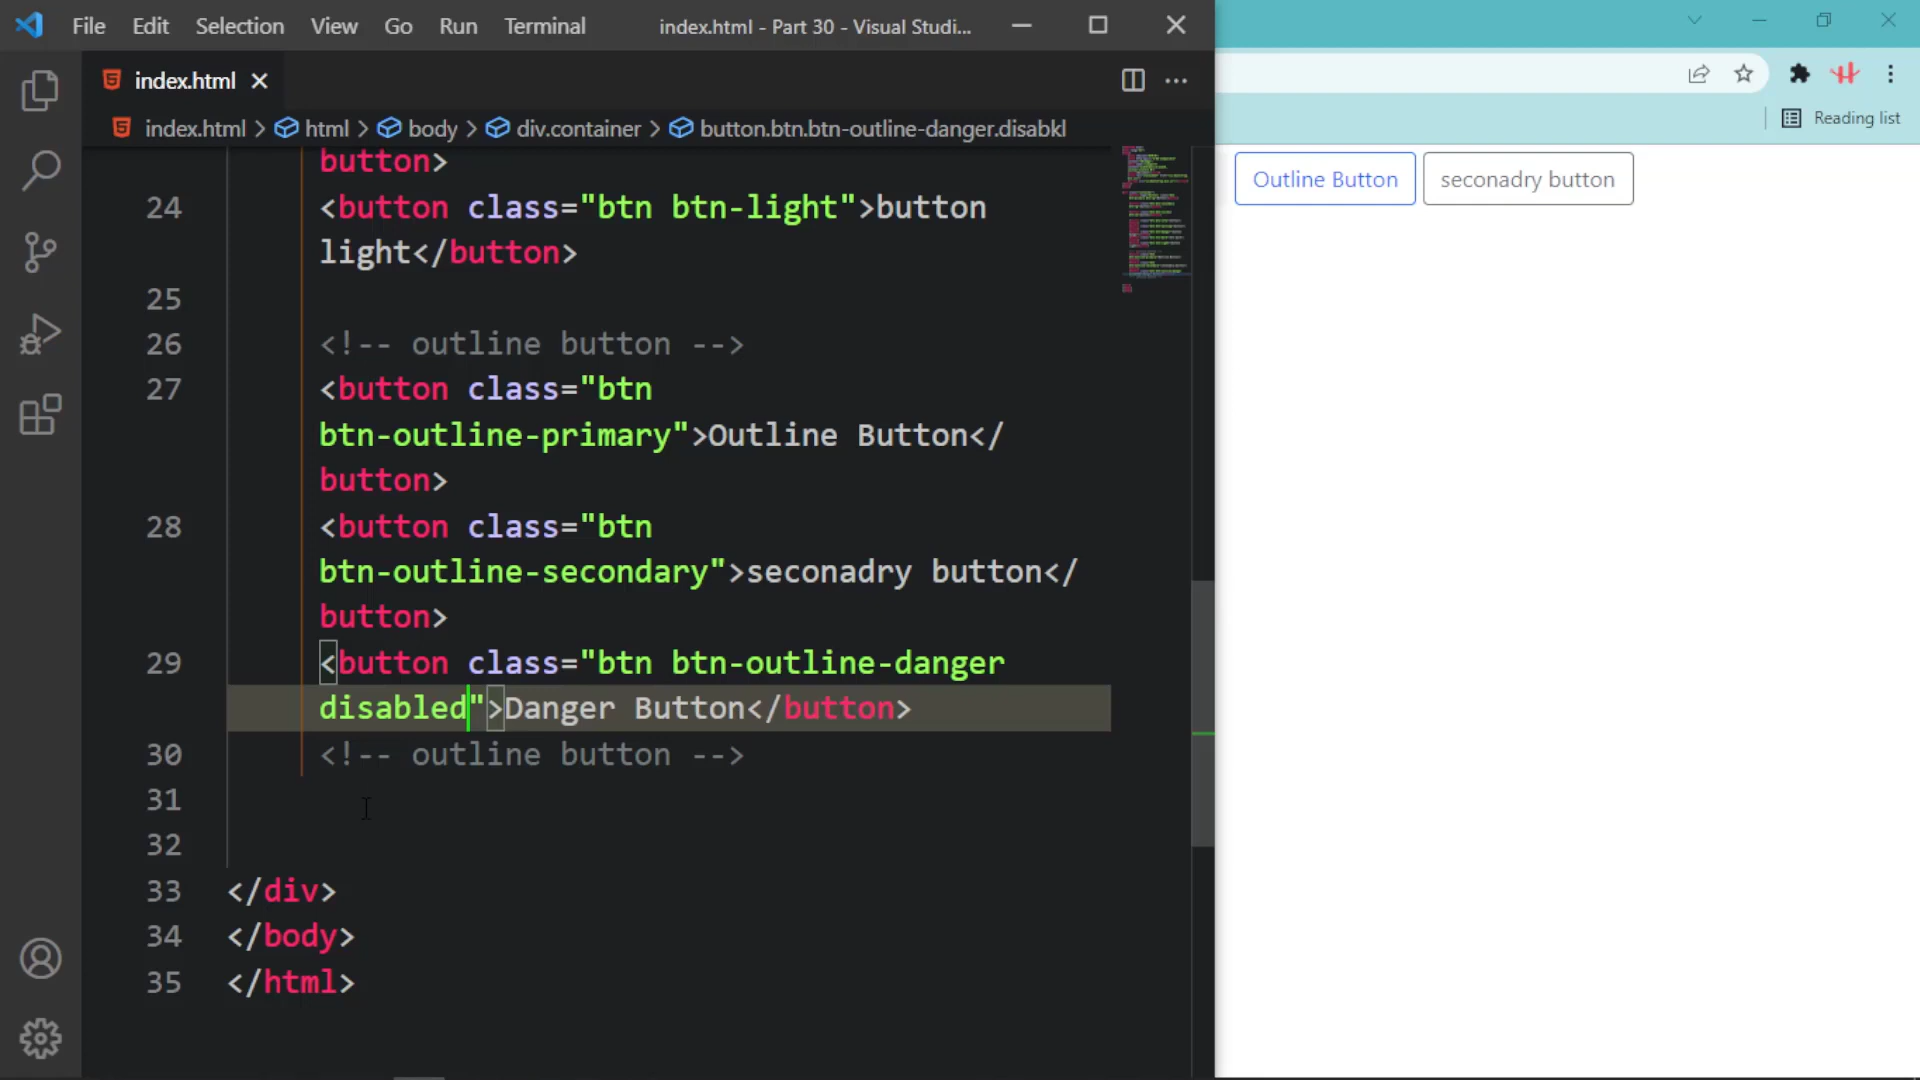 File Edit Selection View Go Run Terminal index.html - Part 30 - Visual Studi...
index.html
index.html > html > body > div.container > button.btn.btn-outline-danger.disabkl
Reading list
button>
24 <button class="btn btn-light">button
light</button>
25
26 <!-- outline button -->
27 <button class="btn
btn-outline-primary">Outline Button</
button>
28 <button class="btn
btn-outline-secondary">seconadry button</
button>
29 <button class="btn btn-outline-danger
disabled">Danger Button</button>
30 <!-- outline button -->
31
32
33 </div>
34 </body>
35 </html>
Outline Button
seconadry button